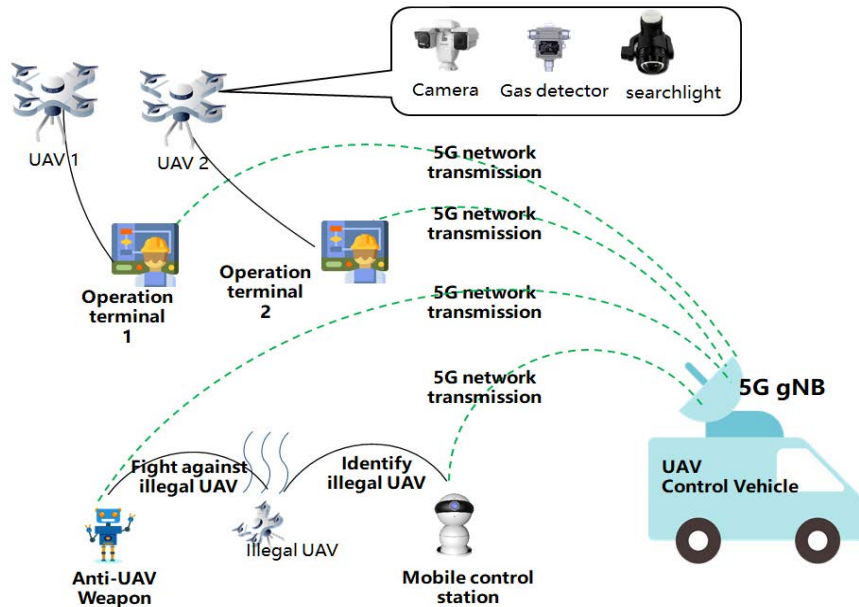 Camera
Gas detector
searchlight
UAV 1
UAV 2
5G network
transmission
5G network
transmission
Operation
terminal
1
Operation
terminal
2
5G network
transmission
5G network
transmission
5G gNB
UAV
Control Vehicle
Fight against
illegal UAV
Identify
illegal UAV
Illegal UAV
Anti-UAV
Weapon
Mobile control
station